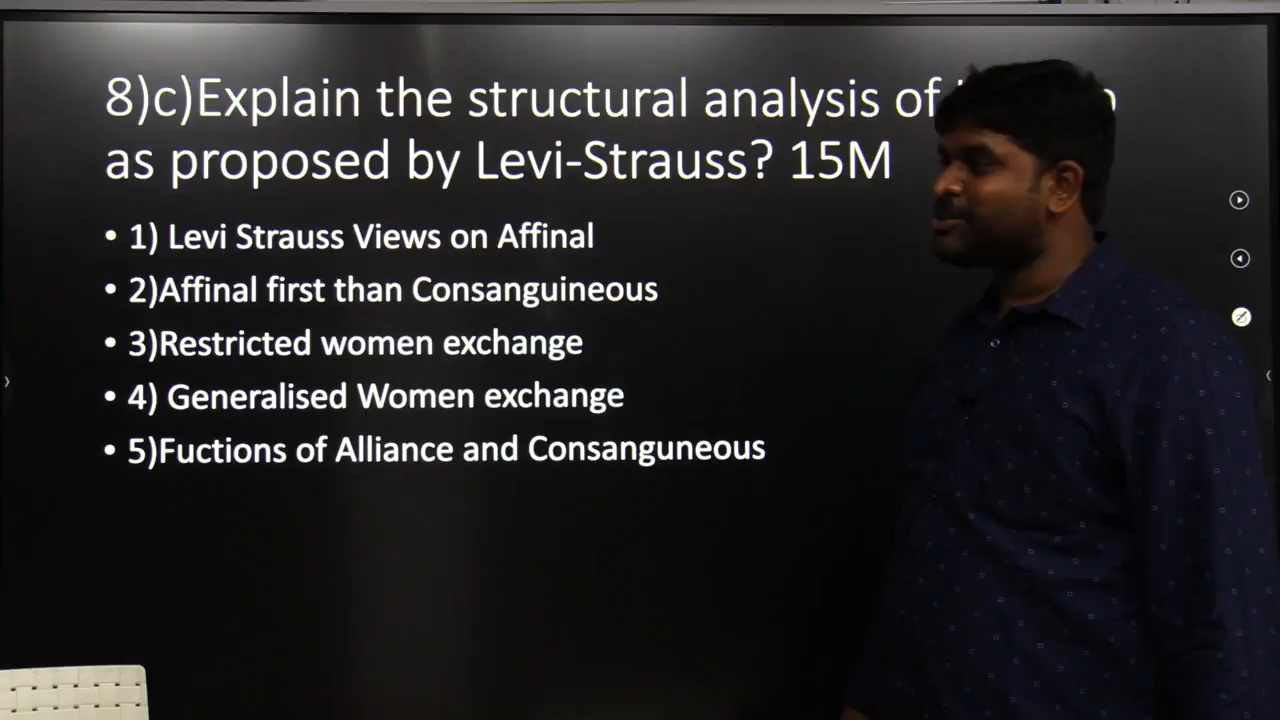 8)c)Explain the structural analysis of
as proposed by Levi-Strauss? 15M
• 1) Levi Strauss Views on Affinal
• 2)Affinal first than Consanguineous
• 3)Restricted women exchange
• 4) Generalised Women exchange
• 5)Fuctions of Alliance and Consanguneous